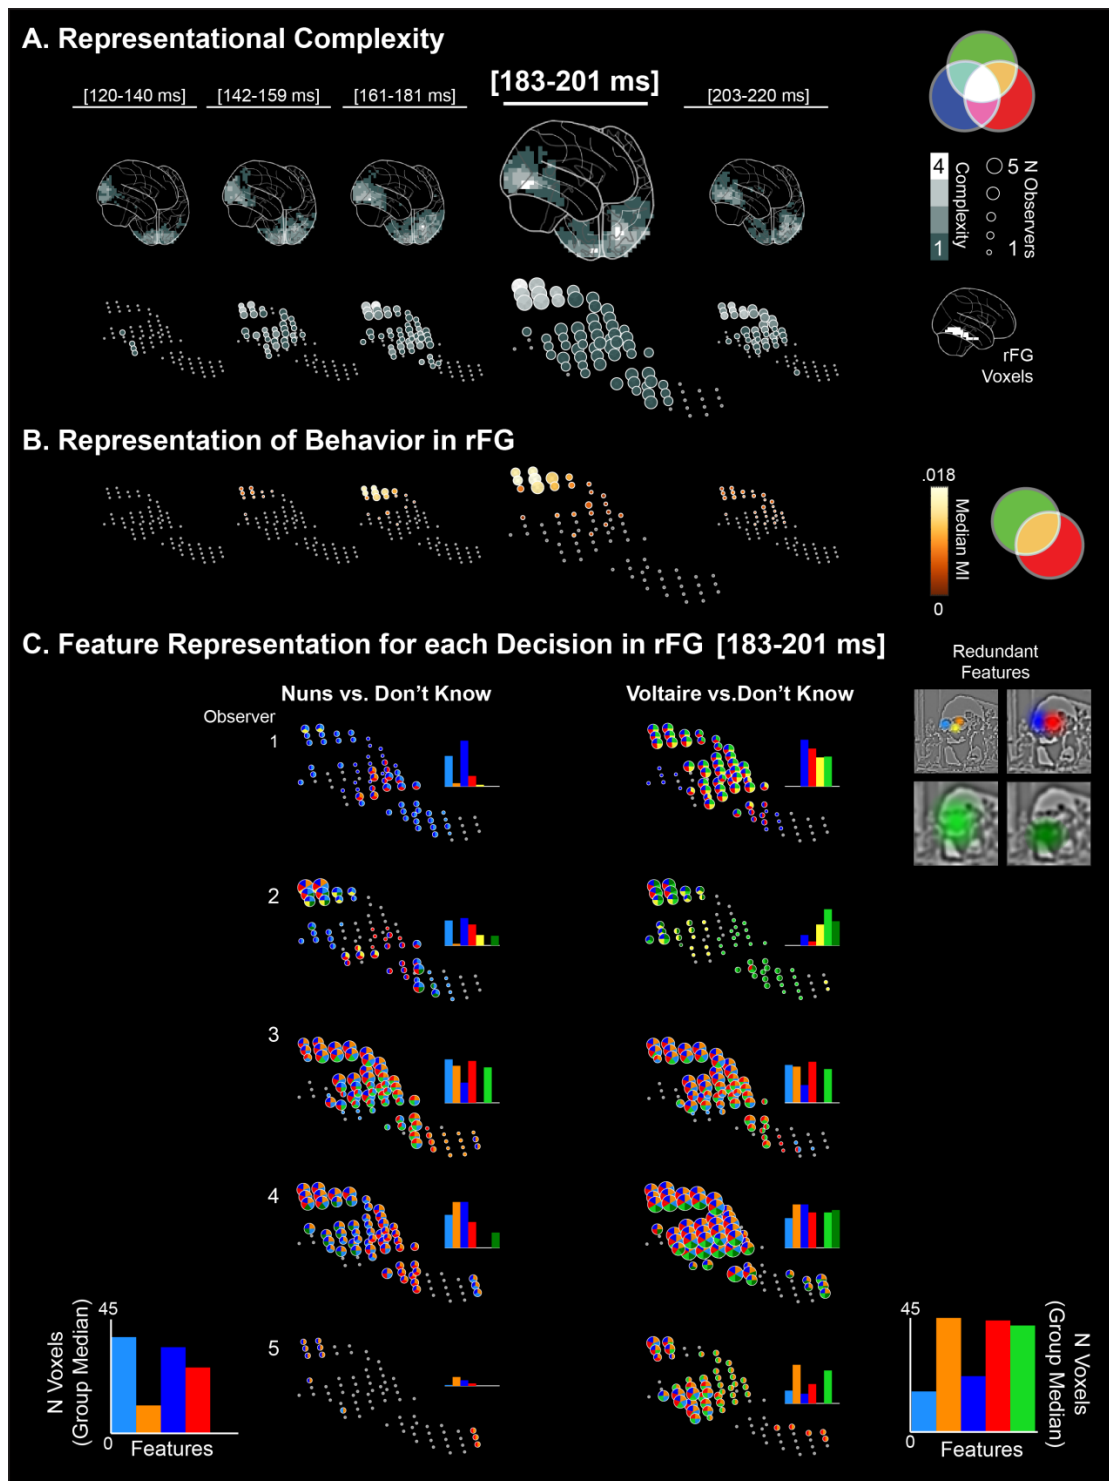 A. Representational Complexity
[120-140 ms]
[142-159 ms]
[161-181 ms]
[183-201 ms]
[203-220 ms]
4
1
Complexity
5
1
N
Observers
rFG
Voxels
B. Representation of Behavior in rFG
.018
0
Median MI
C. Feature Representation for each Decision in rFG [183-201 ms]
Redundant
Features
Nuns vs. Don't Know
Voltaire vs.Don't Know
Observer
1
2
3
4
5
45
0
N Voxels
(Group Median)
Features
45
0
N Voxels
(Group Median)
Features